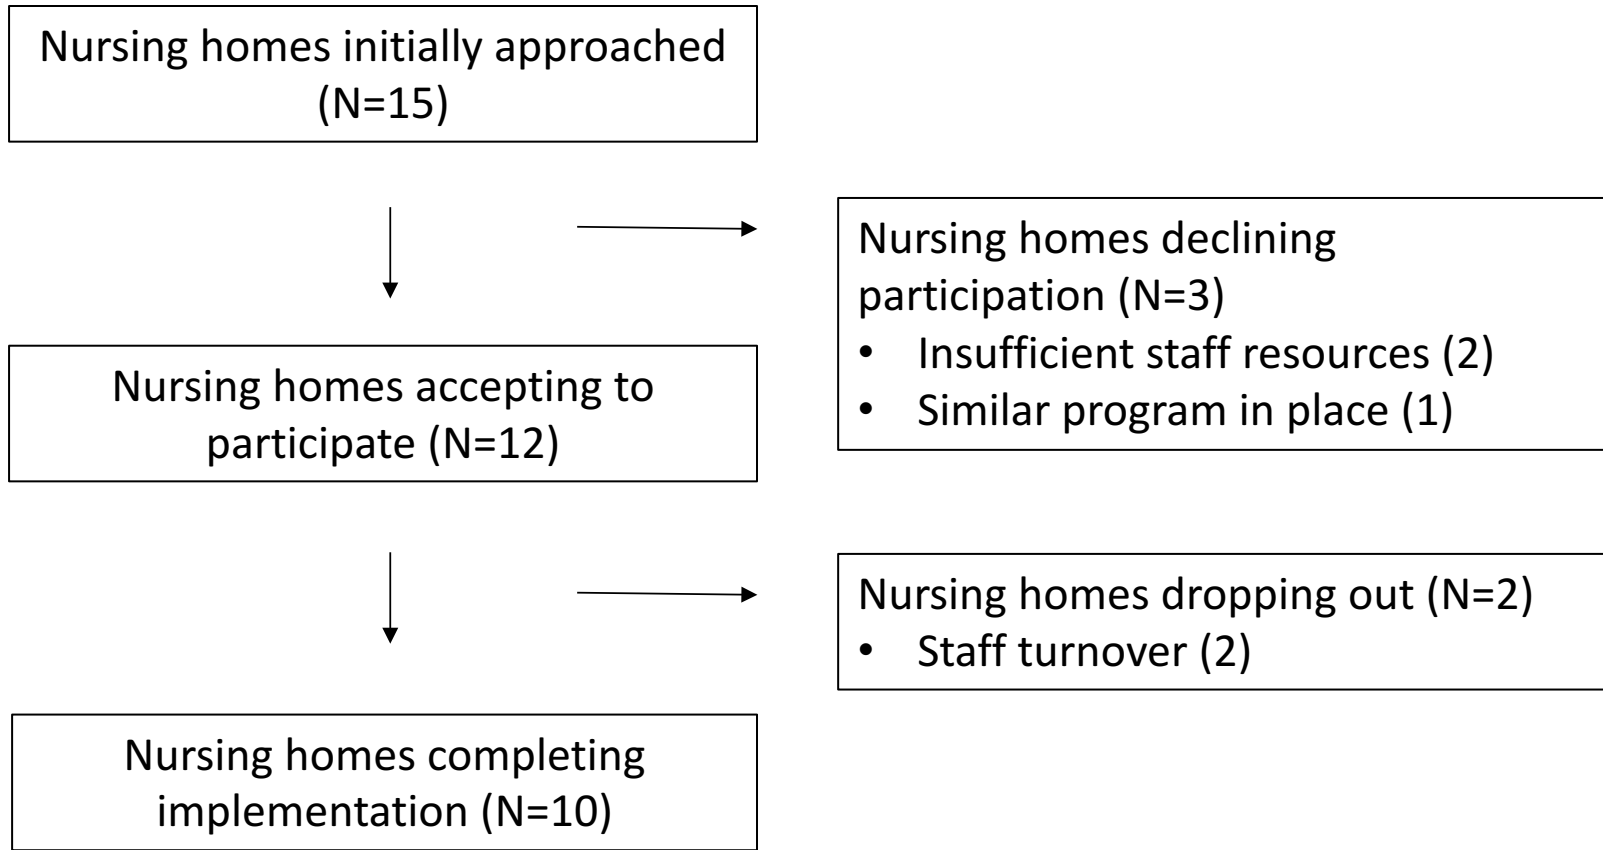 Nursing homes initially approached
(N=15)
Nursing homes declining
participation (N=3)
• Insufficient staff resources (2)
• Similar program in place (1)
Nursing homes accepting to
participate (N=12)
Nursing homes dropping out (N=2)
• Staff turnover (2)
Nursing homes completing
implementation (N=10)